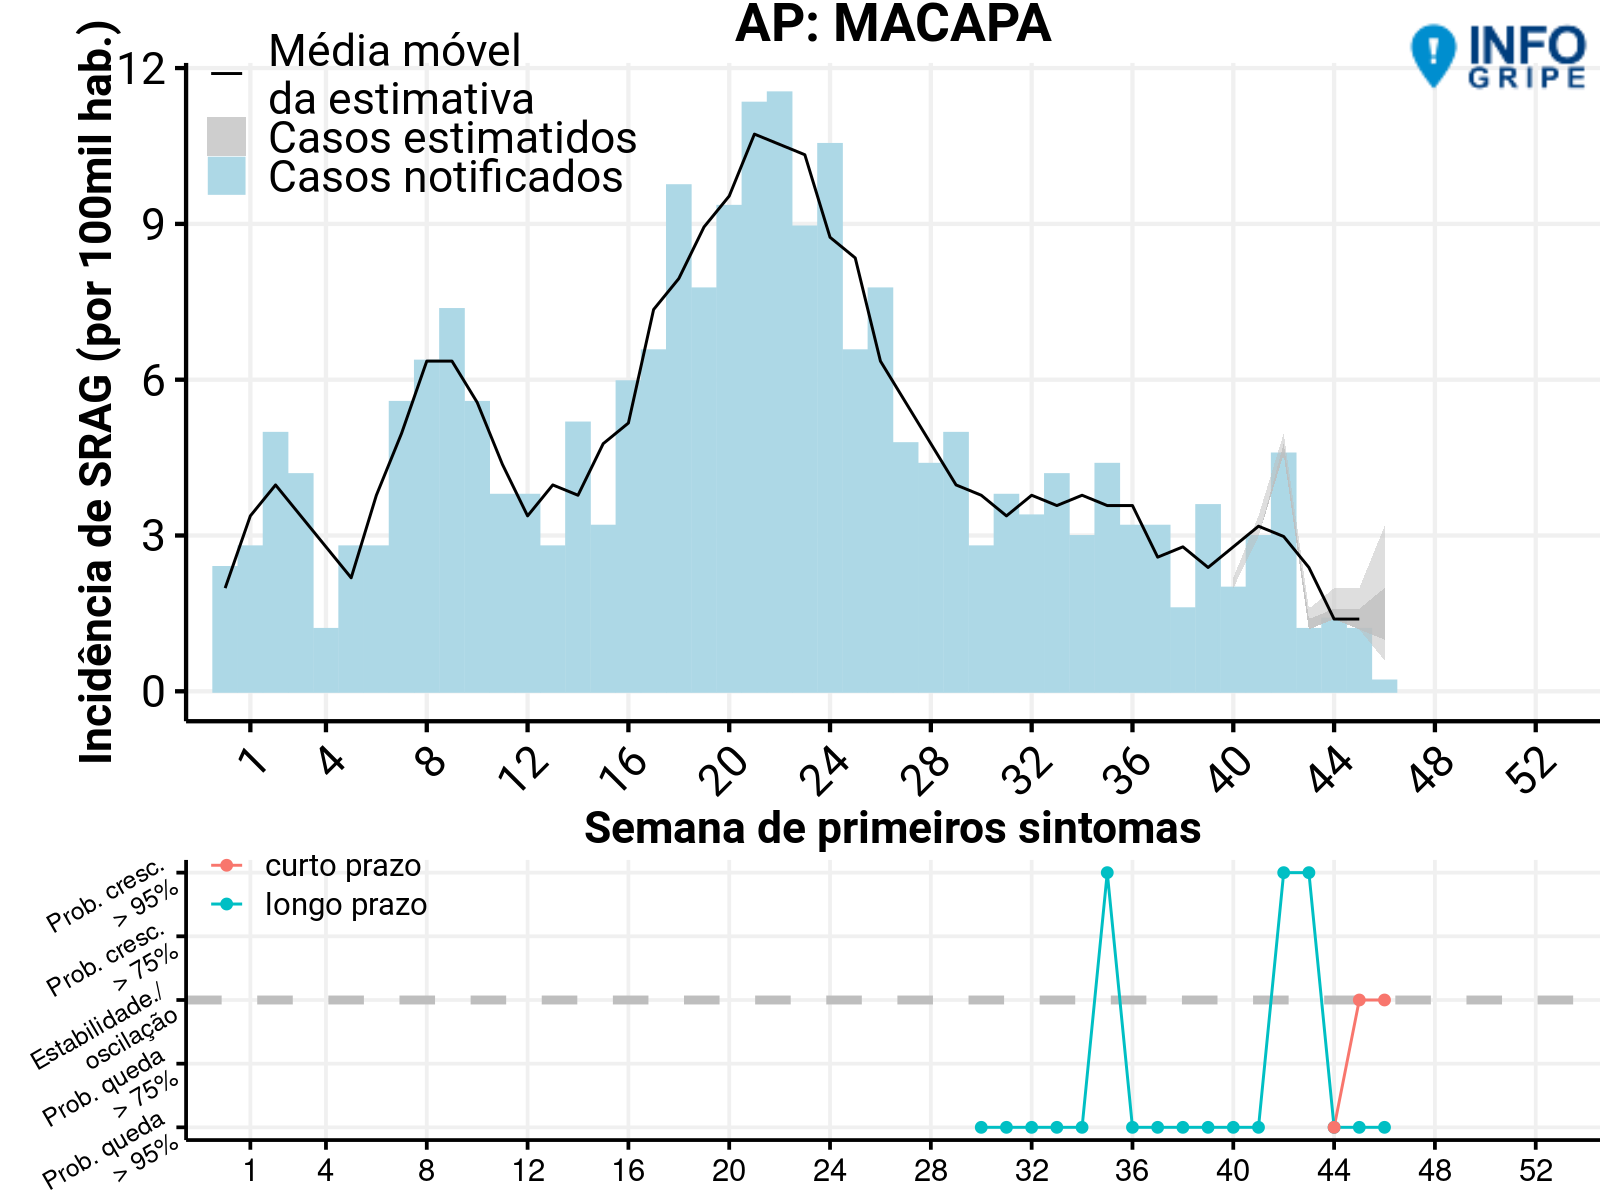 AP: MACAPA
INFO
GRIPE
Média móvel
da estimativa
Casos estimatidos
Casos notificados
Incidência de SRAG (por 100mil hab.)
12
9
6
3
0
1 4 8 12 16 20 24 28 32 36 40 44 48 52
Semana de primeiros sintomas
curto prazo
longo prazo
Prob. cresc.
> 95%
Prob. cresc.
> 75%
Estabilidade./
oscilação
Prob. queda
> 75%
Prob. queda
> 95%
1 4 8 12 16 20 24 28 32 36 40 44 48 52